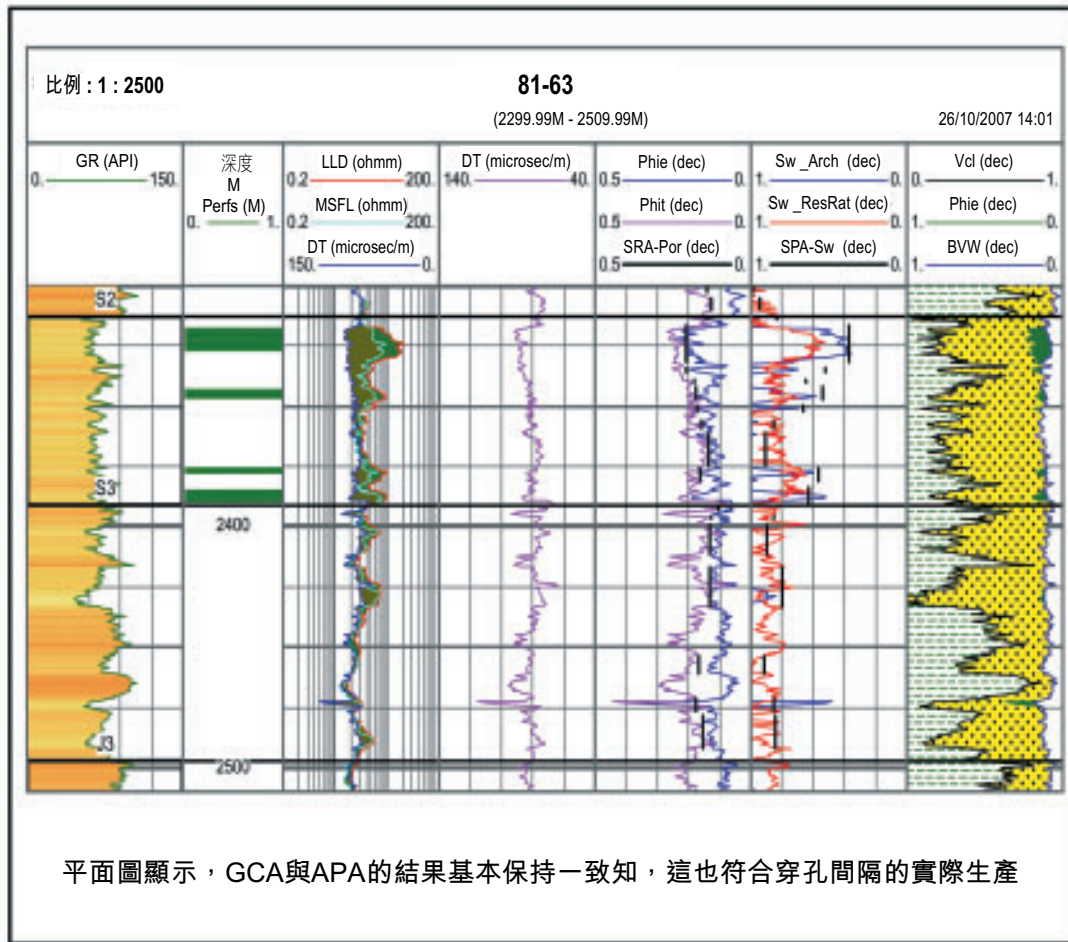 比例 : 1 : 2500
81-63
(2299.99M - 2509.99M)
26/10/2007 14:01
GR (API)
0. 150.
深度
M
Perfs (M)
0. 1.
LLD (ohmm)
0.2 200.
MSFL (ohmm)
0.2 200.
DT (microsec/m)
150. 0.
DT (microsec/m)
140. 40.
Phie (dec)
0.5 0.
Phit (dec)
0.5 0.
SRA-Por (dec)
0.5 0.
Sw _Arch (dec)
1. 0.
Sw _ResRat (dec)
1. 0.
SPA-Sw (dec)
1. 0.
Vcl (dec)
0. 1.
Phie (dec)
1. 0.
BVW (dec)
1. 0.
S2
S3
2400
J3
2500
平面圖顯示，GCA與APA的結果基本保持一致知，這也符合穿孔間隔的實際生產